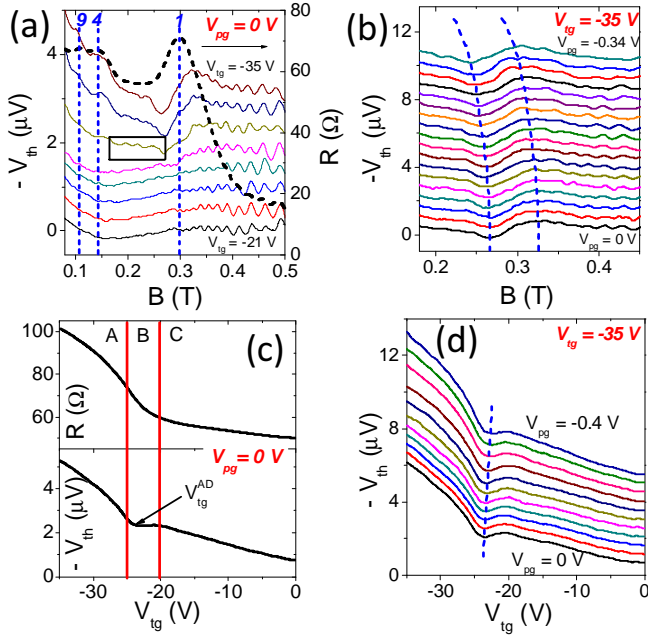 (a)
9 4 1
V_pg = 0 V
V_tg = -35
V_tg = -21
4
2
0
- V_th (μV)
80
60
40
20
0
R (Ω)
0.1 0.2 0.3 0.4 0.5
B (T)
(b)
V_tg = -35 V
V_pg = -0.34
V_pg = 0 V
12
10
8
6
4
2
0
-V_th (μV)
0.2 0.3 0.4
B (T)
(c)
A B C
100
80
60
R (Ω)
V_pg = 0 V
V_tg^AD
4
2
0
- V_th (μV)
-30 -20 -10 0
V_tg (V)
(d)
V_tg = -35 V
V_pg = -0.4
V_pg = 0 V
12
8
4
0
- V_th (μV)
-30 -20 -10 0
V_tg (V)